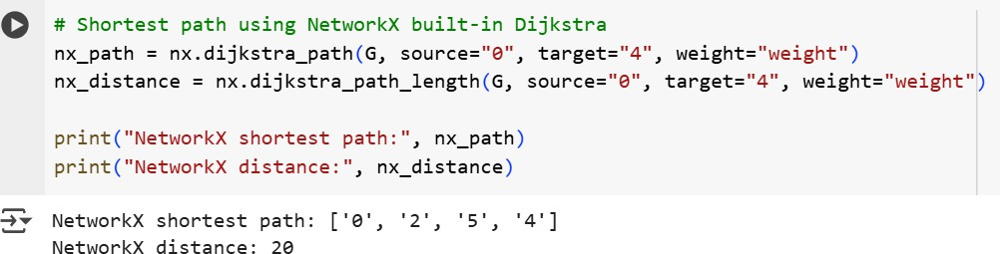 # Shortest path using NetworkX built-in Dijkstra
nx_path = nx.dijkstra_path(G, source="0", target="4", weight="weight")
nx_distance = nx.dijkstra_path_length(G, source="0", target="4", weight="weight")
print("NetworkX shortest path:", nx_path)
print("NetworkX distance:", nx_distance)
NetworkX shortest path: ['0', '2', '5', '4']
NetworkX distance: 20